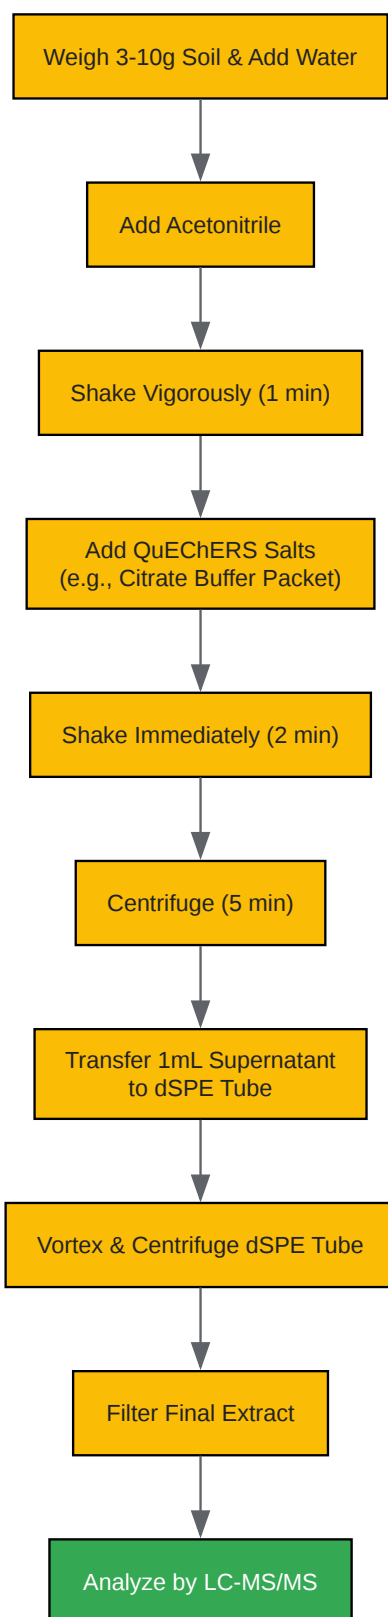 Weigh 3-10g Soil & Add Water
Add Acetonitrile
Shake Vigorously (1 min)
Add QuEChERS Salts
(e.g., Citrate Buffer Packet)
Shake Immediately (2 min)
Centrifuge (5 min)
Transfer 1mL Supernatant
to dSPE Tube
Vortex & Centrifuge dSPE Tube
Filter Final Extract
Analyze by LC-MS/MS